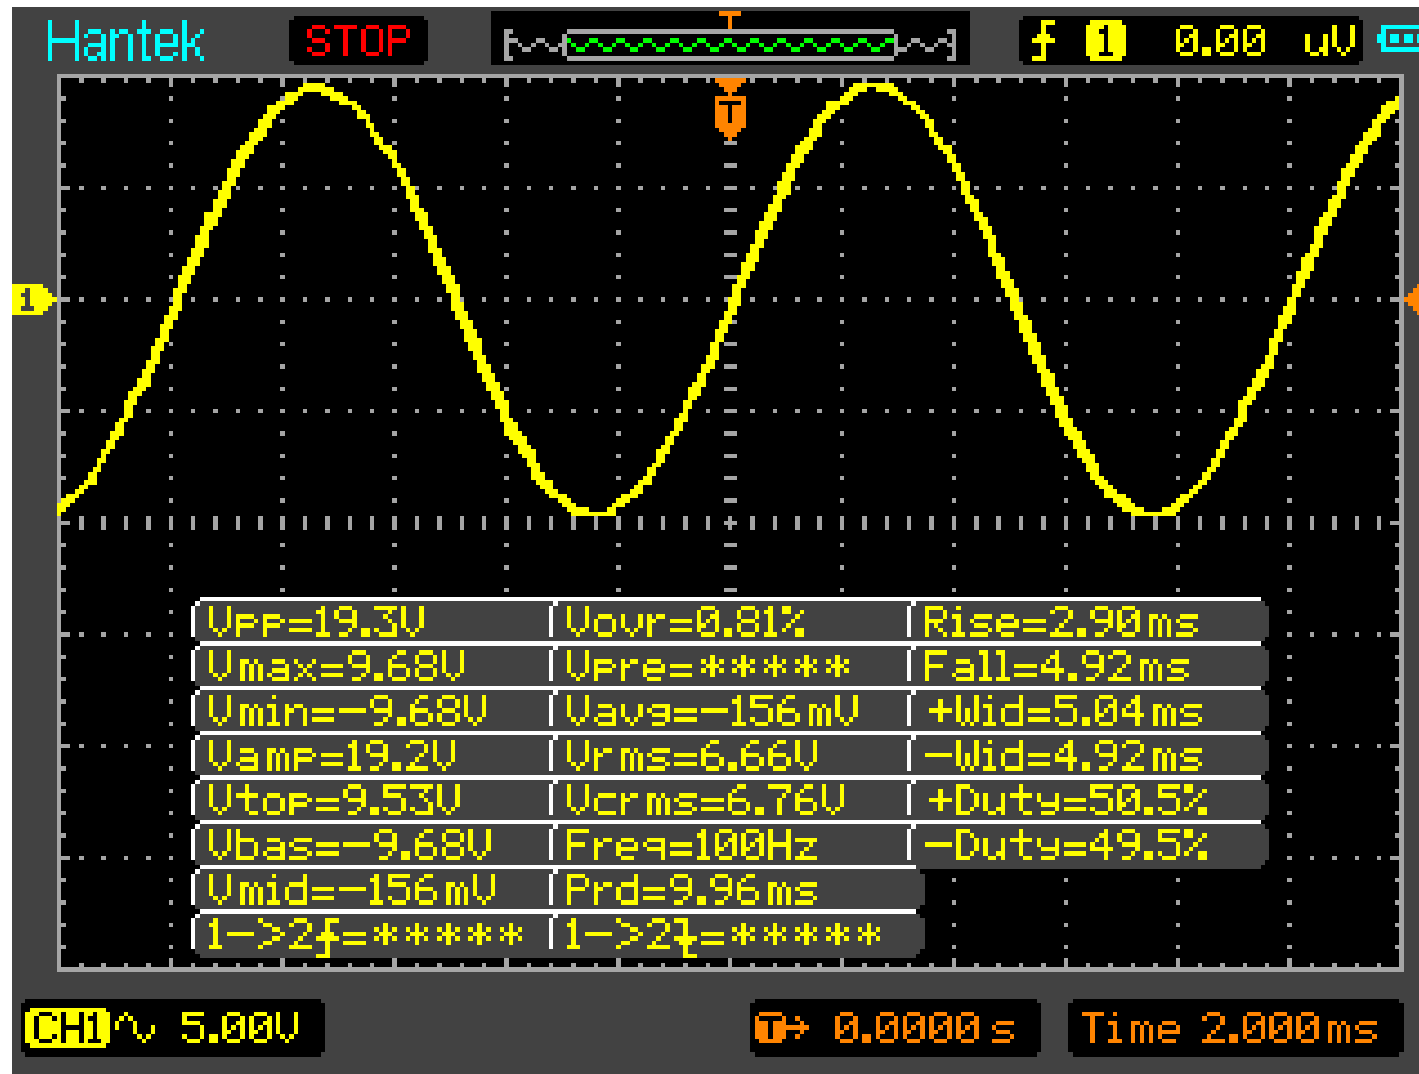 Hantek STOP T 1 0.00 uV
T
1
Vpp=19.3V Vovr=0.81% Rise=2.90ms
Vmax=9.68V Vpre=***** Fall=4.92ms
Vmin=-9.68V Vavg=-156mV +Wid=5.04ms
Vamp=19.2V Vrms=6.66V -Wid=4.92ms
Vtop=9.53V Vcrms=6.76V +Duty=50.5%
Vbas=-9.68V Freq=100Hz -Duty=49.5%
Vmid=-156mV Prd=9.96ms
1->2=***** 1->2=*****
CH1 5.00V T→ 0.0000s Time 2.000ms